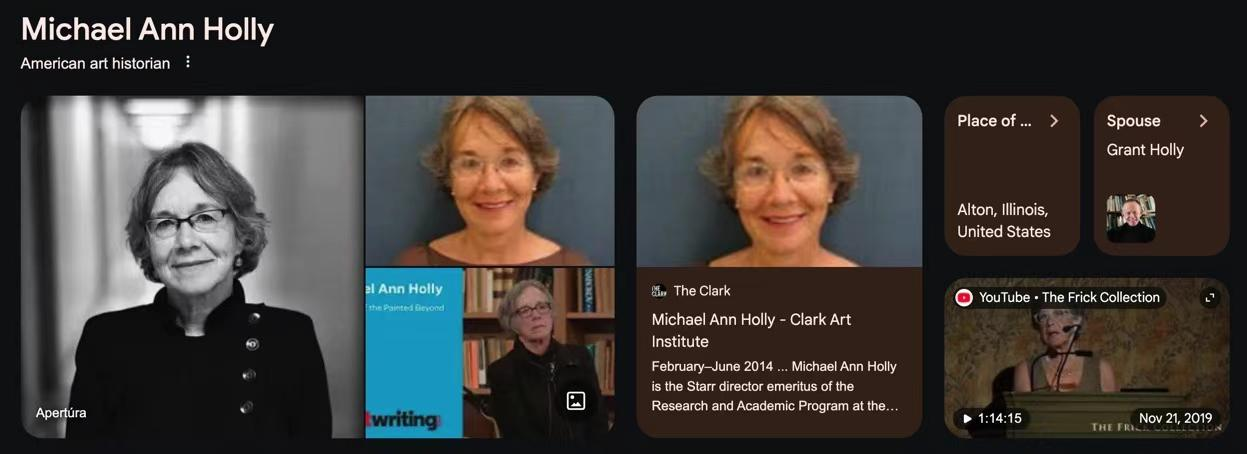 Michael Ann Holly
American art historian
Apertúra
el Ann Holly
the Painted Beyond
twriting
The Clark
Michael Ann Holly - Clark Art
Institute
February–June 2014 ... Michael Ann Holly
is the Starr director emeritus of the
Research and Academic Program at the...
Place of ...
Alton, Illinois,
United States
Spouse
Grant Holly
YouTube • The Frick Collection
1:14:15
Nov 21, 2019
THE FRICK COLLECTION